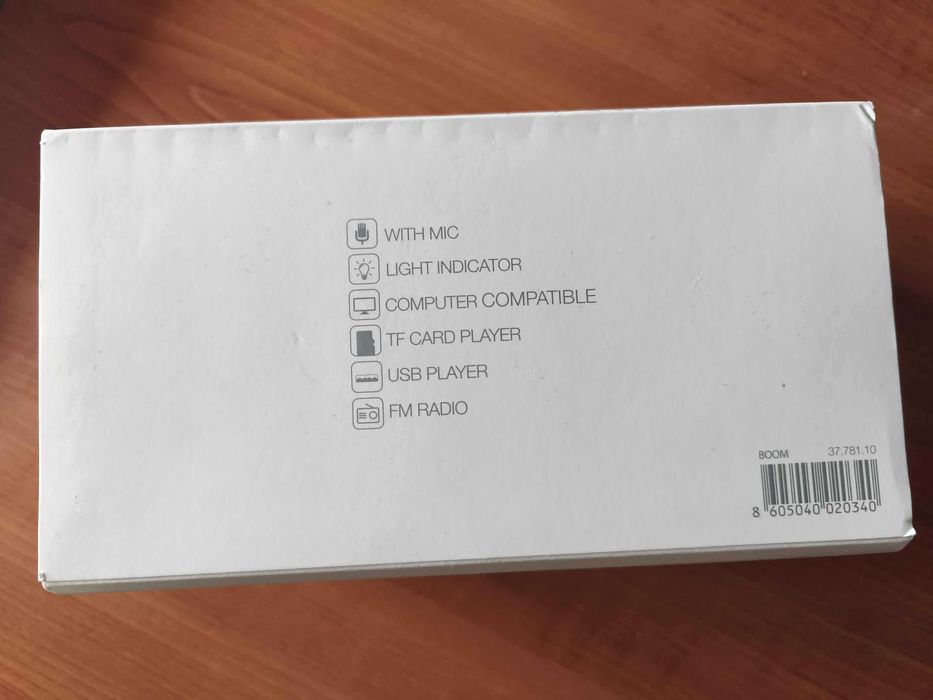 WITH MIC
LIGHT INDICATOR
COMPUTER COMPATIBLE
TF CARD PLAYER
USB PLAYER
FM RADIO
BOOM 37.781.10
8 605040 020340